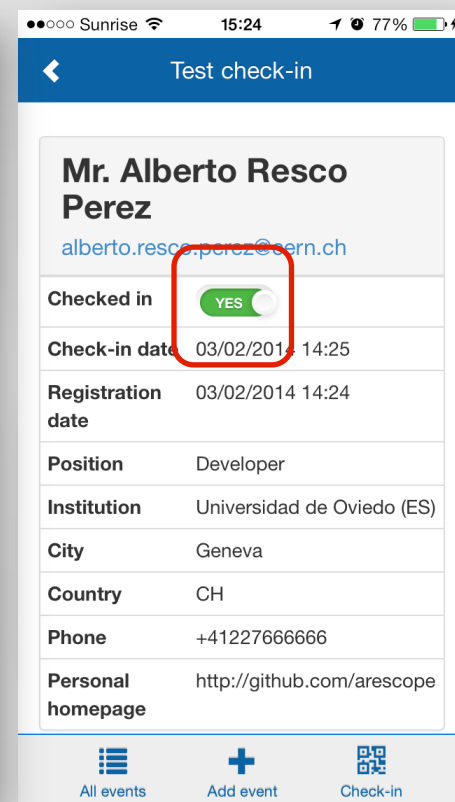 Sunrise 15:24 77%
Test check-in
Mr. Alberto Resco
Perez
alberto.resco.perez@cern.ch
Checked in YES
Check-in date 03/02/2014 14:25
Registration 03/02/2014 14:24
date
Position Developer
Institution Universidad de Oviedo (ES)
City Geneva
Country CH
Phone +41227666666
Personal http://github.com/arescope
homepage
All events Add event Check-in